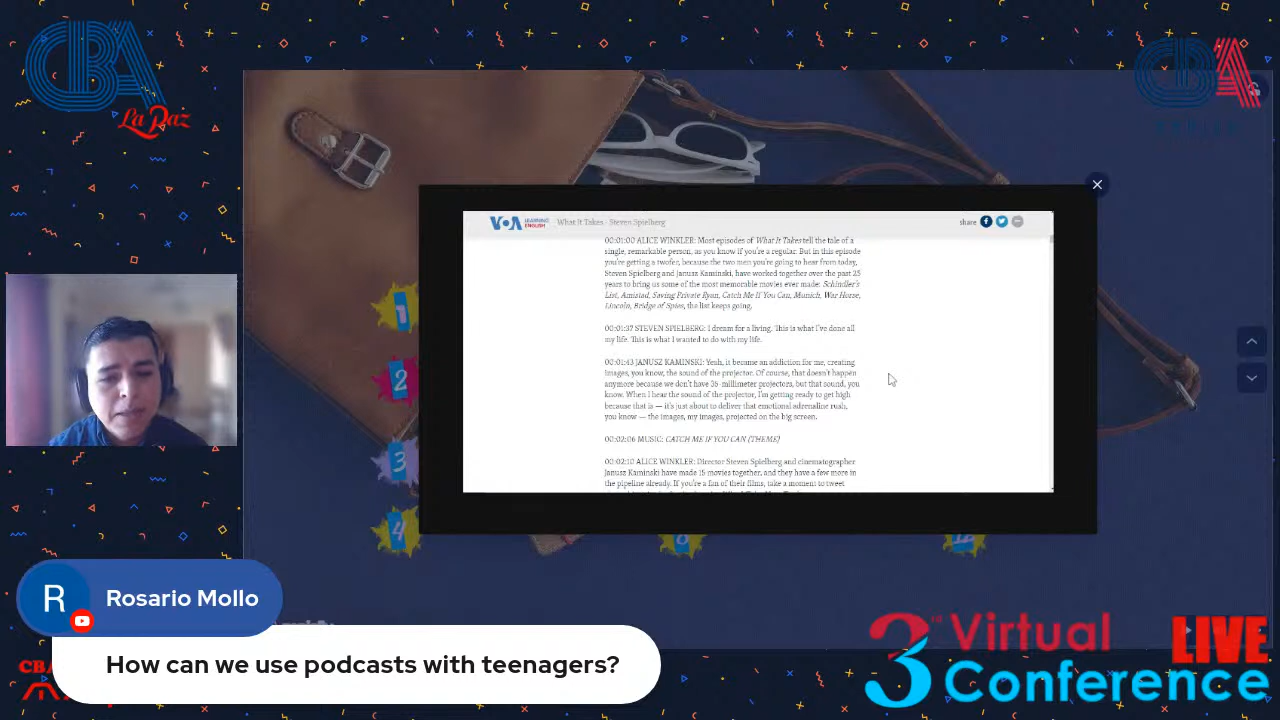 CBA
La Paz
CBA
VOA LEARNING ENGLISH What It Takes - Steven Spielberg share
00:01:00 ALICE WINKLER: Most episodes of What It Takes tell the tale of a
single, remarkable person, as you know if you're a regular. But in this episode
you're getting a twofer, because the two men you're going to hear from today,
Steven Spielberg and Janusz Kaminski, have worked together over the past 25
years to bring us some of the most memorable movies ever made: Schindler's
List, Amistad, Saving Private Ryan, Catch Me If You Can, Munich, War Horse,
Lincoln, Bridge of Spies, the list keeps going.
00:01:37 STEVEN SPIELBERG: I dream for a living. This is what I've done all
my life. This is what I wanted to do with my life.
00:01:43 JANUSZ KAMINSKI: Yeah, it became an addiction for me, creating
images, you know, the sound of the projector. Of course, that doesn't happen
anymore because we don't have 35-millimeter projectors, but that sound, you
know. When I hear the sound of the projector, I'm getting ready to get high
because that is — it's just about to deliver that emotional adrenaline rush,
you know — the images, my images, projected on the big screen.
00:02:06 MUSIC: CATCH ME IF YOU CAN (THEME)
00:02:10 ALICE WINKLER: Director Steven Spielberg and cinematographer
Janusz Kaminski have made 15 movies together, and they have a few more in
the pipeline already. If you're a fan of their films, take a moment to tweet
1
2
3
4
8
12
R
Rosario Mollo
How can we use podcasts with teenagers?
CBA
3rd Virtual LIVE
Conference